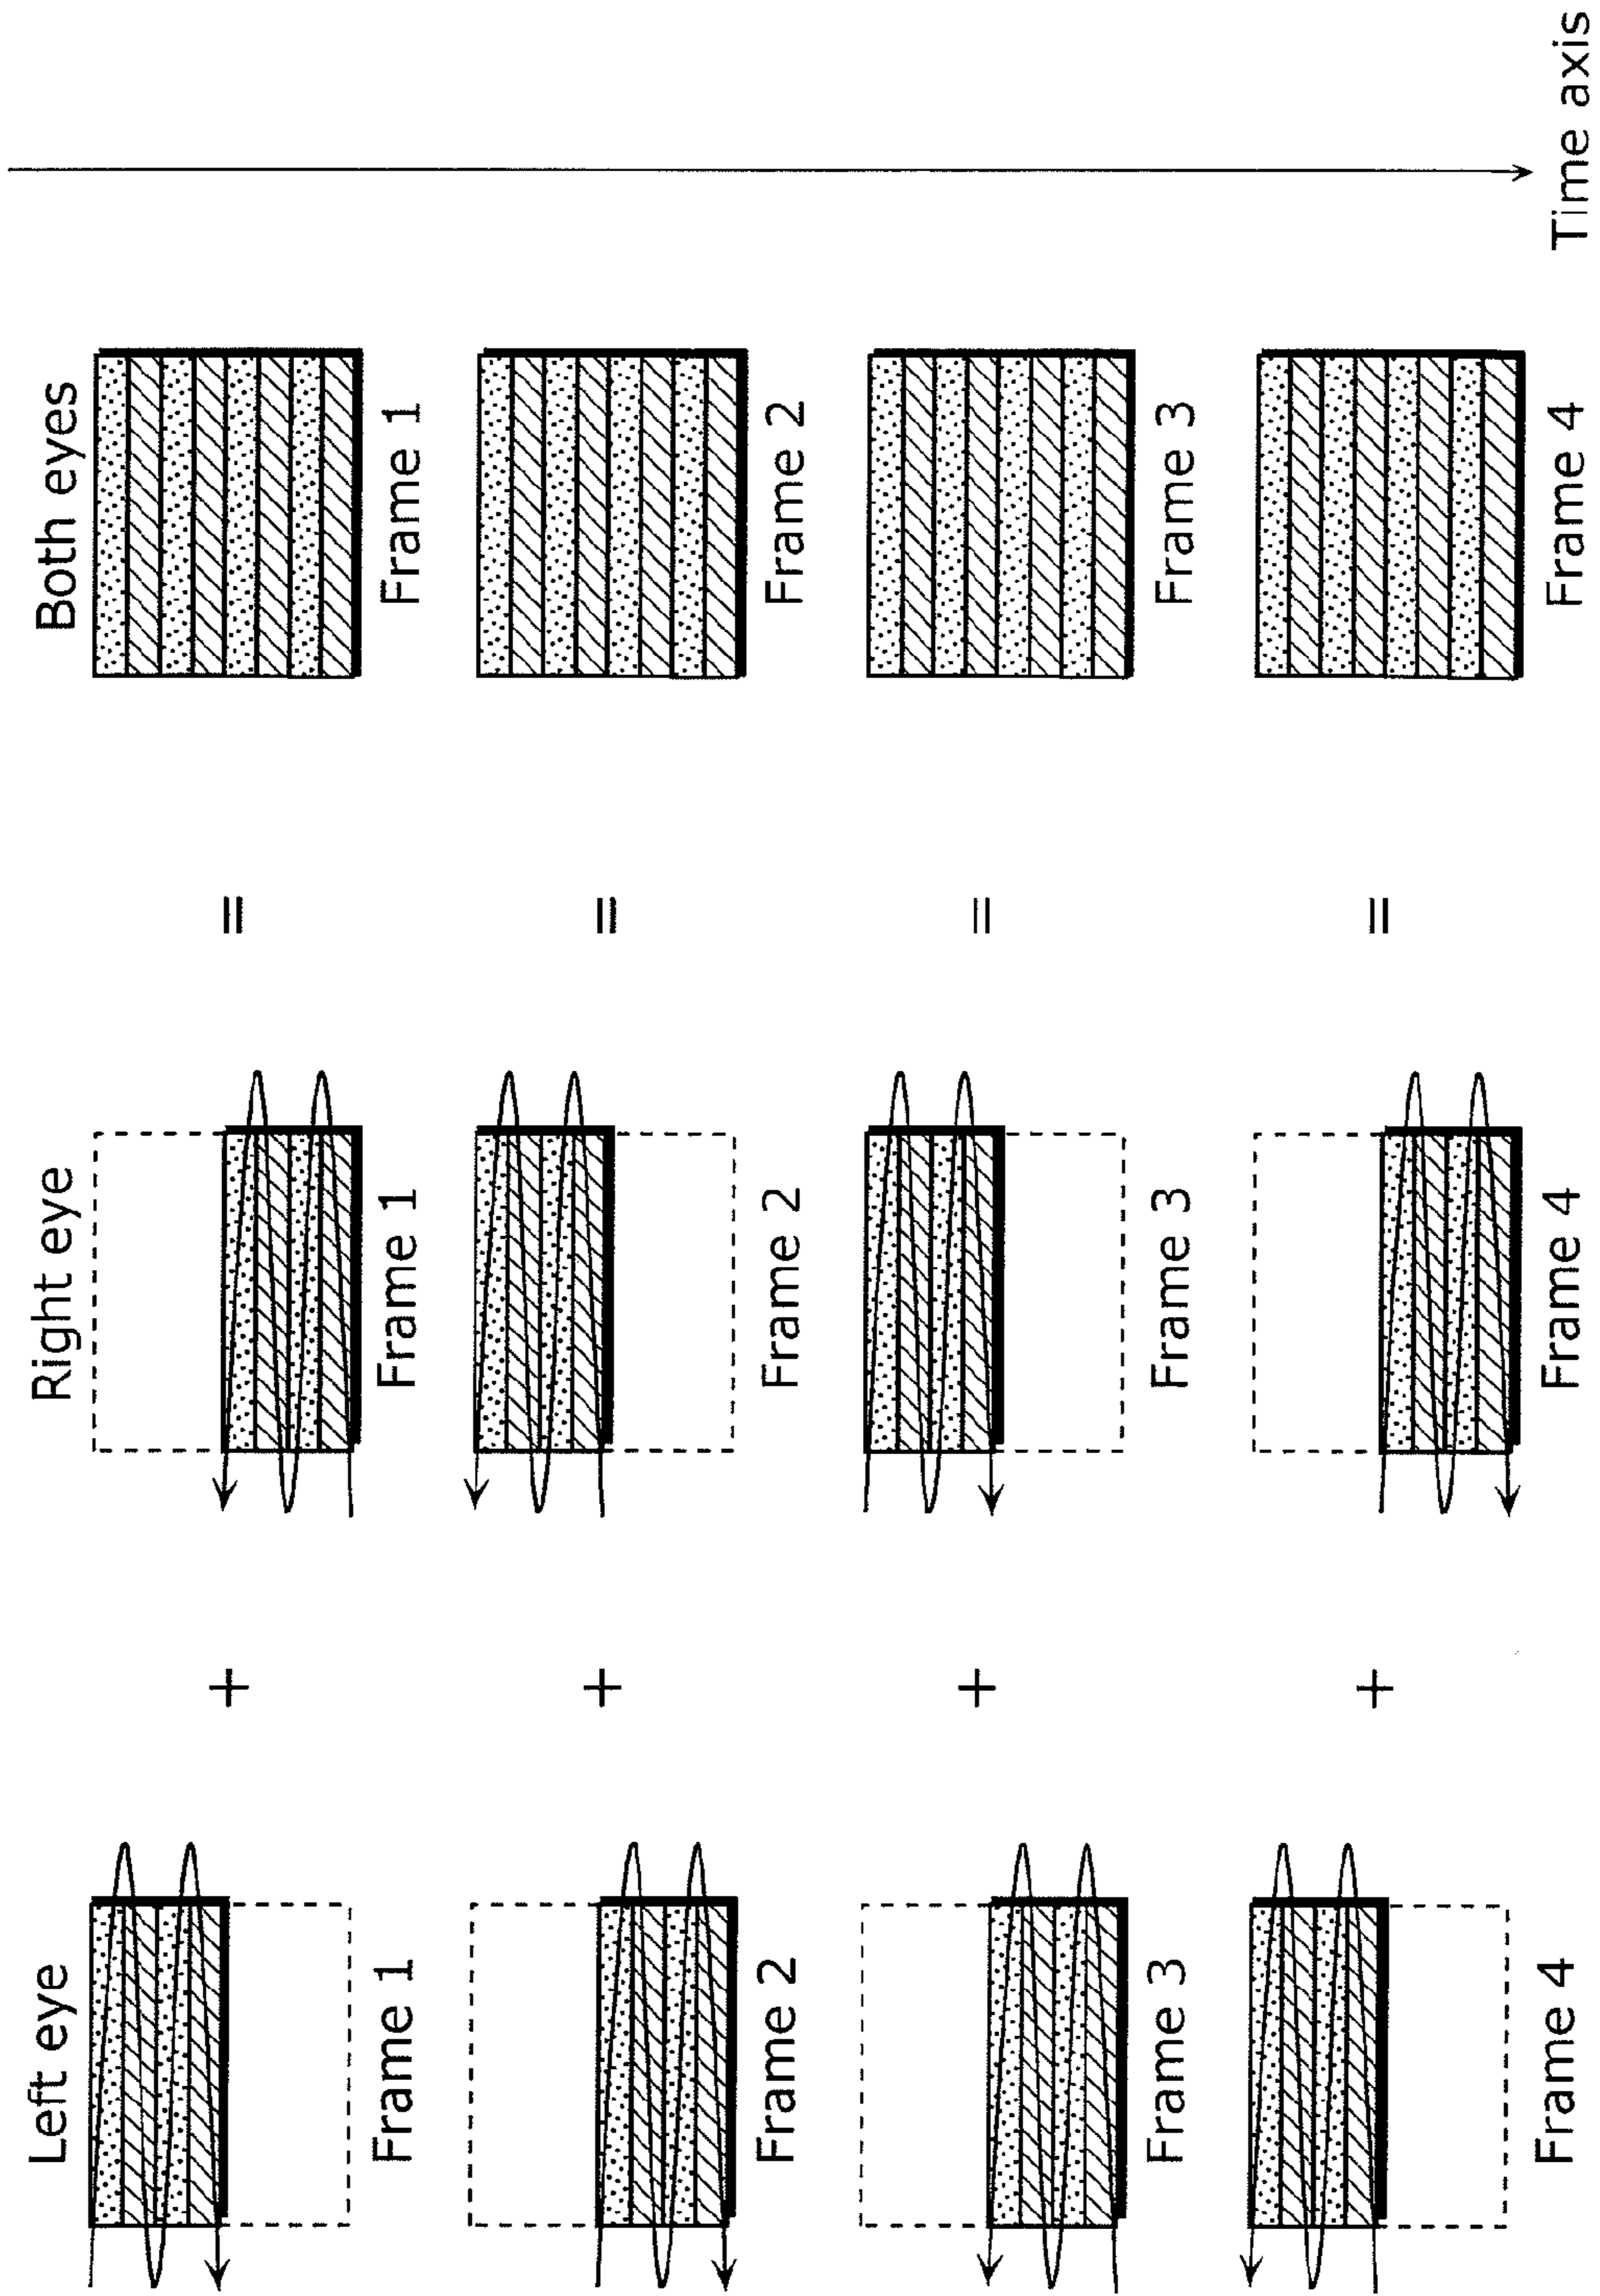 Left eye
Right eye
Both eyes
+
=
Frame 1
Frame 1
Frame 1
+
=
Frame 2
Frame 2
Frame 2
+
=
Frame 3
Frame 3
Frame 3
+
=
Frame 4
Frame 4
Frame 4
Time axis